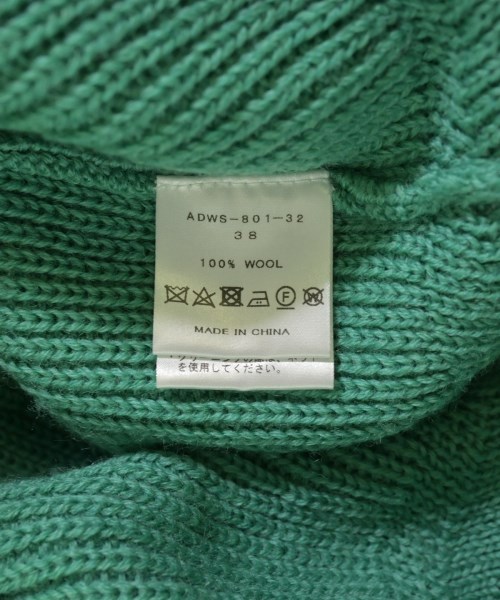 ADWS-801-32
38
100% WOOL
F W
MADE IN CHINA
を使用してください。